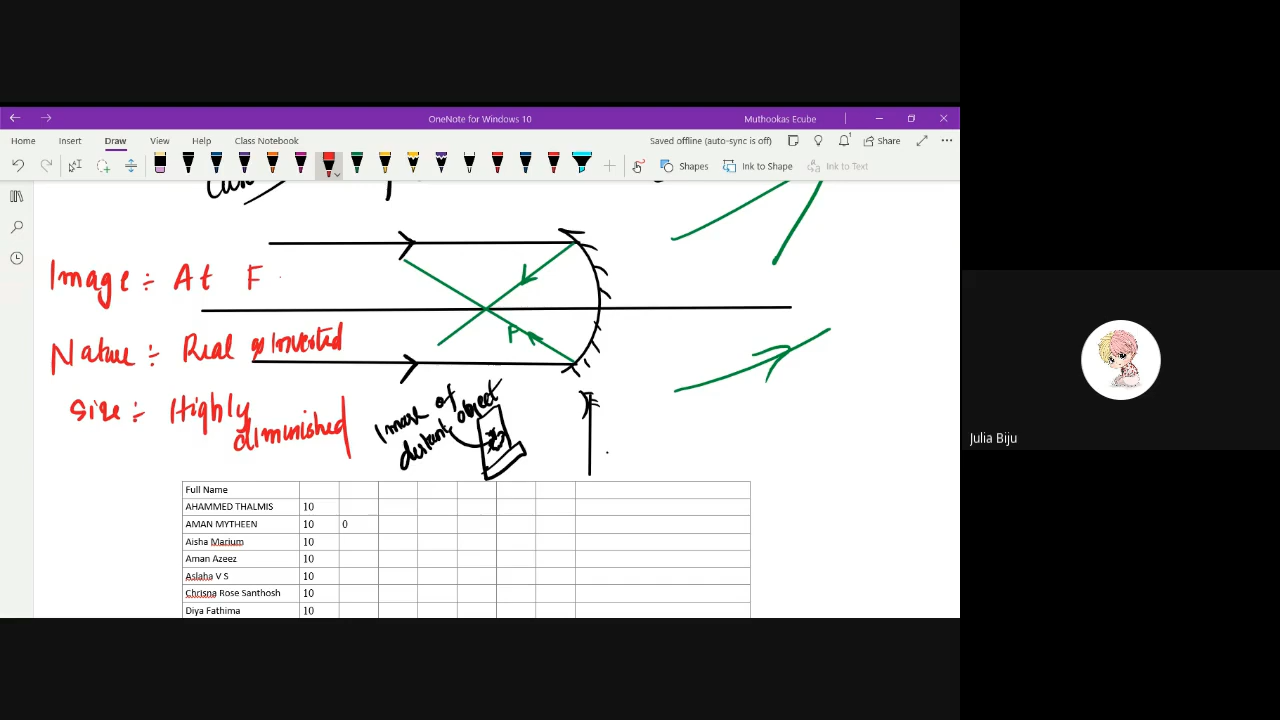 OneNote for Windows 10
Muthookas Ecube
Home Insert Draw View Help Class Notebook
Saved offline (auto-sync is off)
Share
Shapes
Ink to Shape
Ink to Text
Image :- At F
F
Nature :- Real & Inverted
Size :- Highly
diminished
Image of
distant object
Full Name
AHAMMED THALMIS 10
AMAN MYTHEEN 10 0
Aisha Marium 10
Aman Azeez 10
Aslaha V S 10
Chrisna Rose Santhosh 10
Diya Fathima 10
Julia Biju